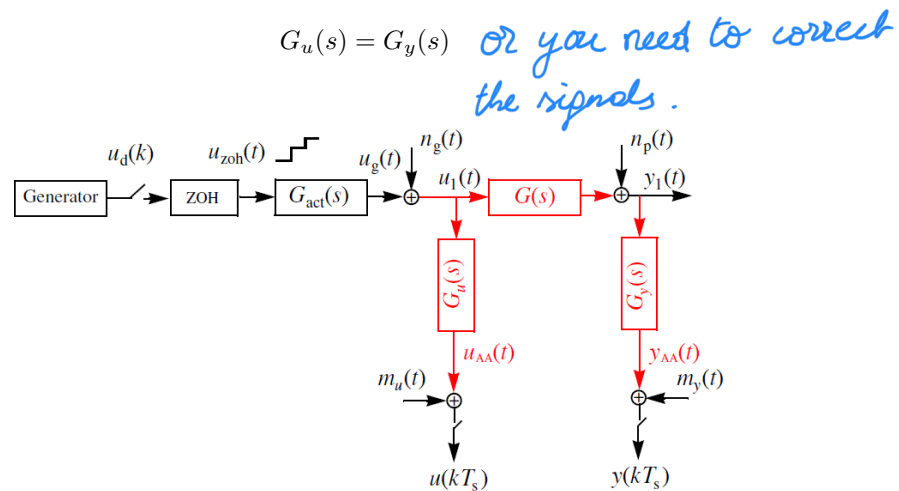 G_u(s) = G_y(s) or you need to correct
the signals.
u_d(k) u_zoh(t) u_g(t) n_g(t) u_1(t) n_p(t) y_1(t)
Generator ZOH G_act(s) G(s)
G_u(s) G_y(s)
u_AA(t) y_AA(t)
m_u(t) m_y(t)
u(kT_s) y(kT_s)